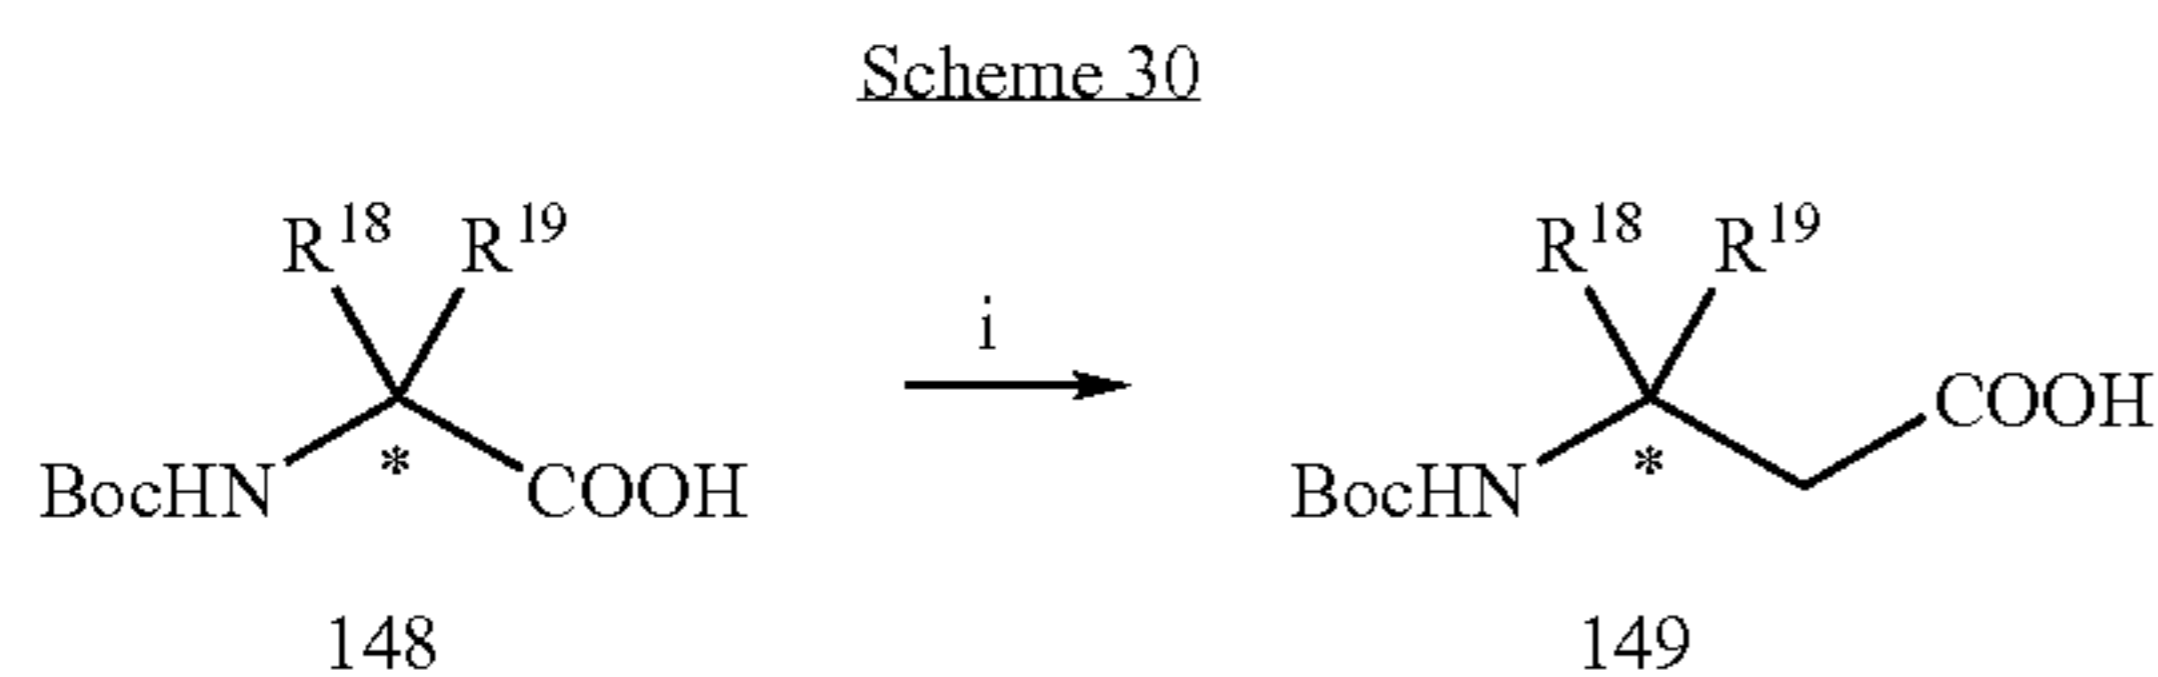 Scheme 30
R18 R19 R18 R19
i
BocHN * COOH BocHN * COOH
148 149